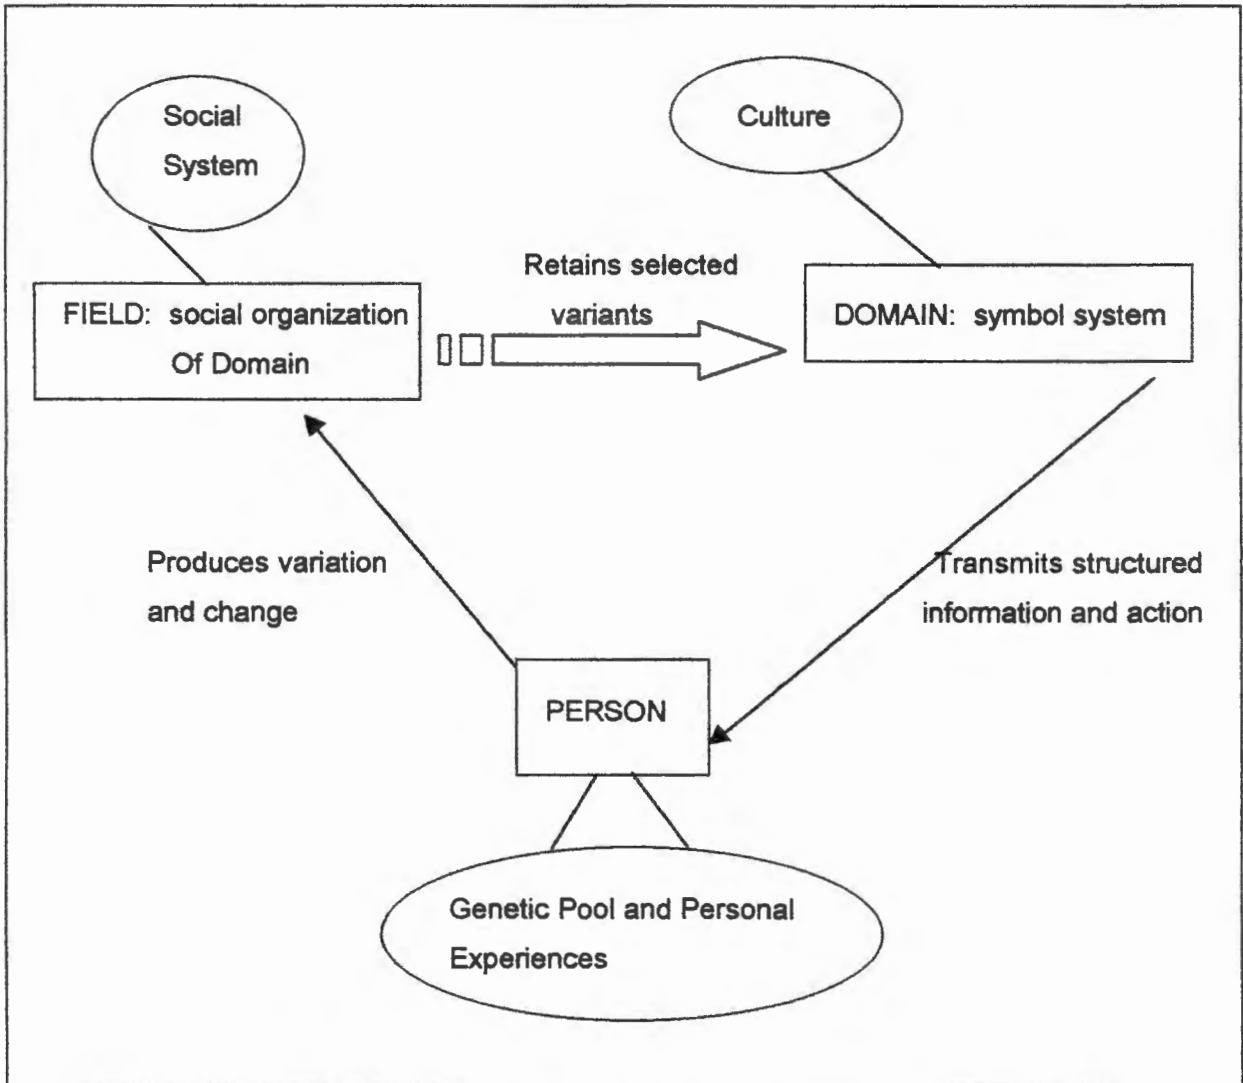 Social
System
Culture
Retains selected
variants
FIELD: social organization
Of Domain
DOMAIN: symbol system
Produces variation
and change
Transmits structured
information and action
PERSON
Genetic Pool and Personal
Experiences